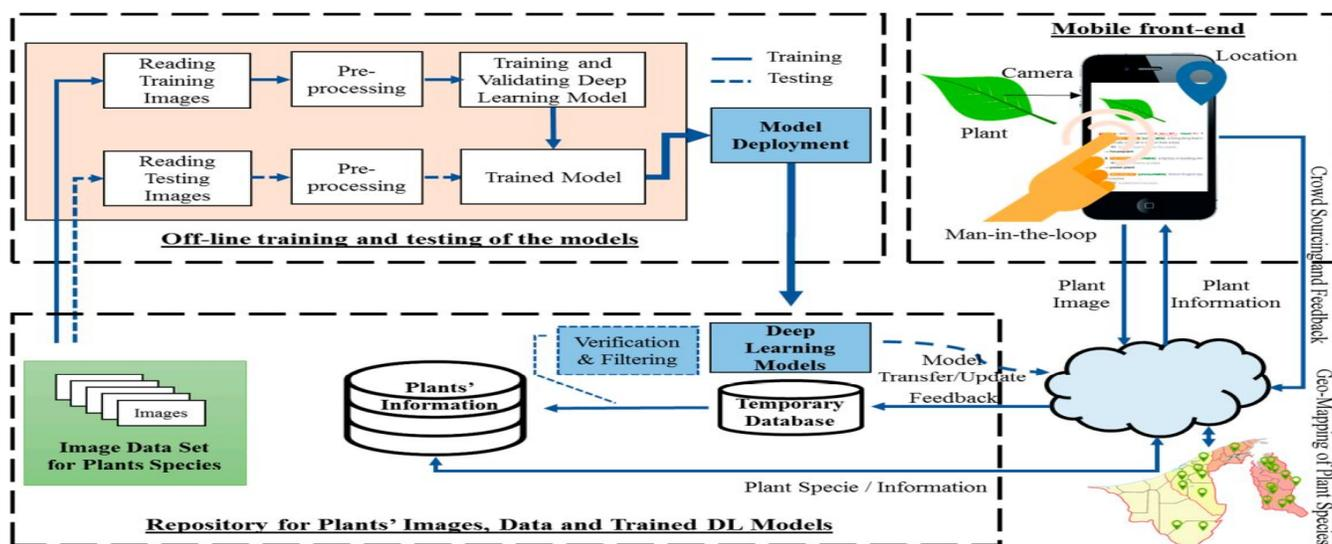 Reading
Training
Images
Pre-
processing
Training and
Validating Deep
Learning Model
Training
Testing
Reading
Testing
Images
Pre-
processing
Trained Model
Model
Deployment
Off-line training and testing of the models
Mobile front-end
Camera
Location
Plant
Man-in-the-loop
Plant
Image
Plant
Information
Crowd Sourcing and Feedback
Geo-Mapping of Plant Species
Images
Image Data Set
for Plants Species
Plants’
Information
Verification
& Filtering
Deep
Learning
Models
Temporary
Database
Model
Transfer/Update
Feedback
Plant Specie / Information
Repository for Plants’ Images, Data and Trained DL Models